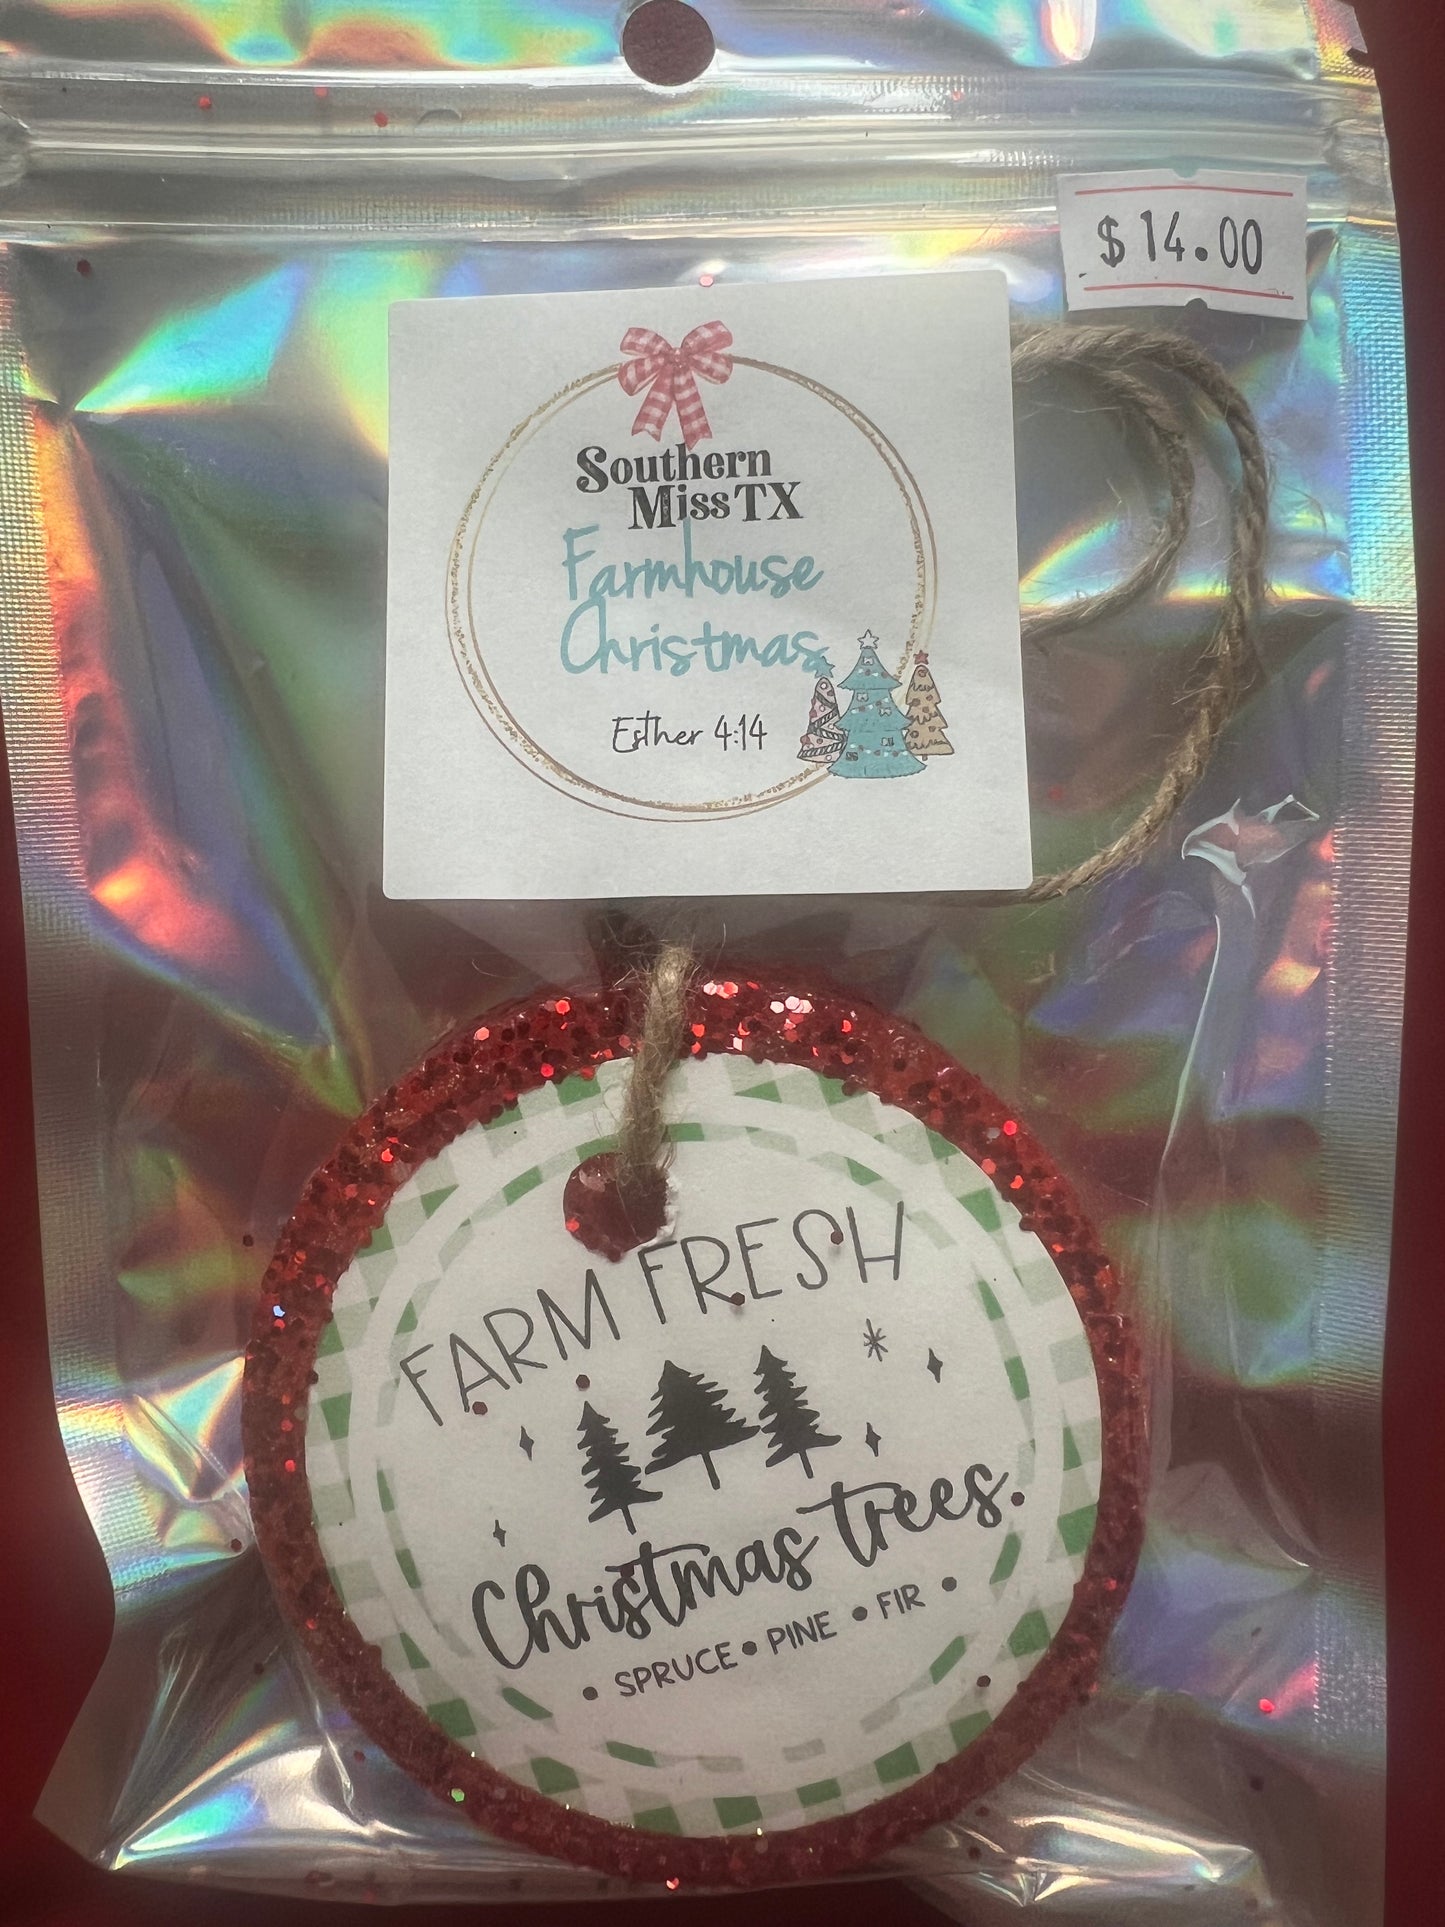 $14.00
Southern
Miss TX
Farmhouse
Christmas
Esther 4:14
FARM FRESH
Christmas trees
• SPRUCE • PINE • FIR •